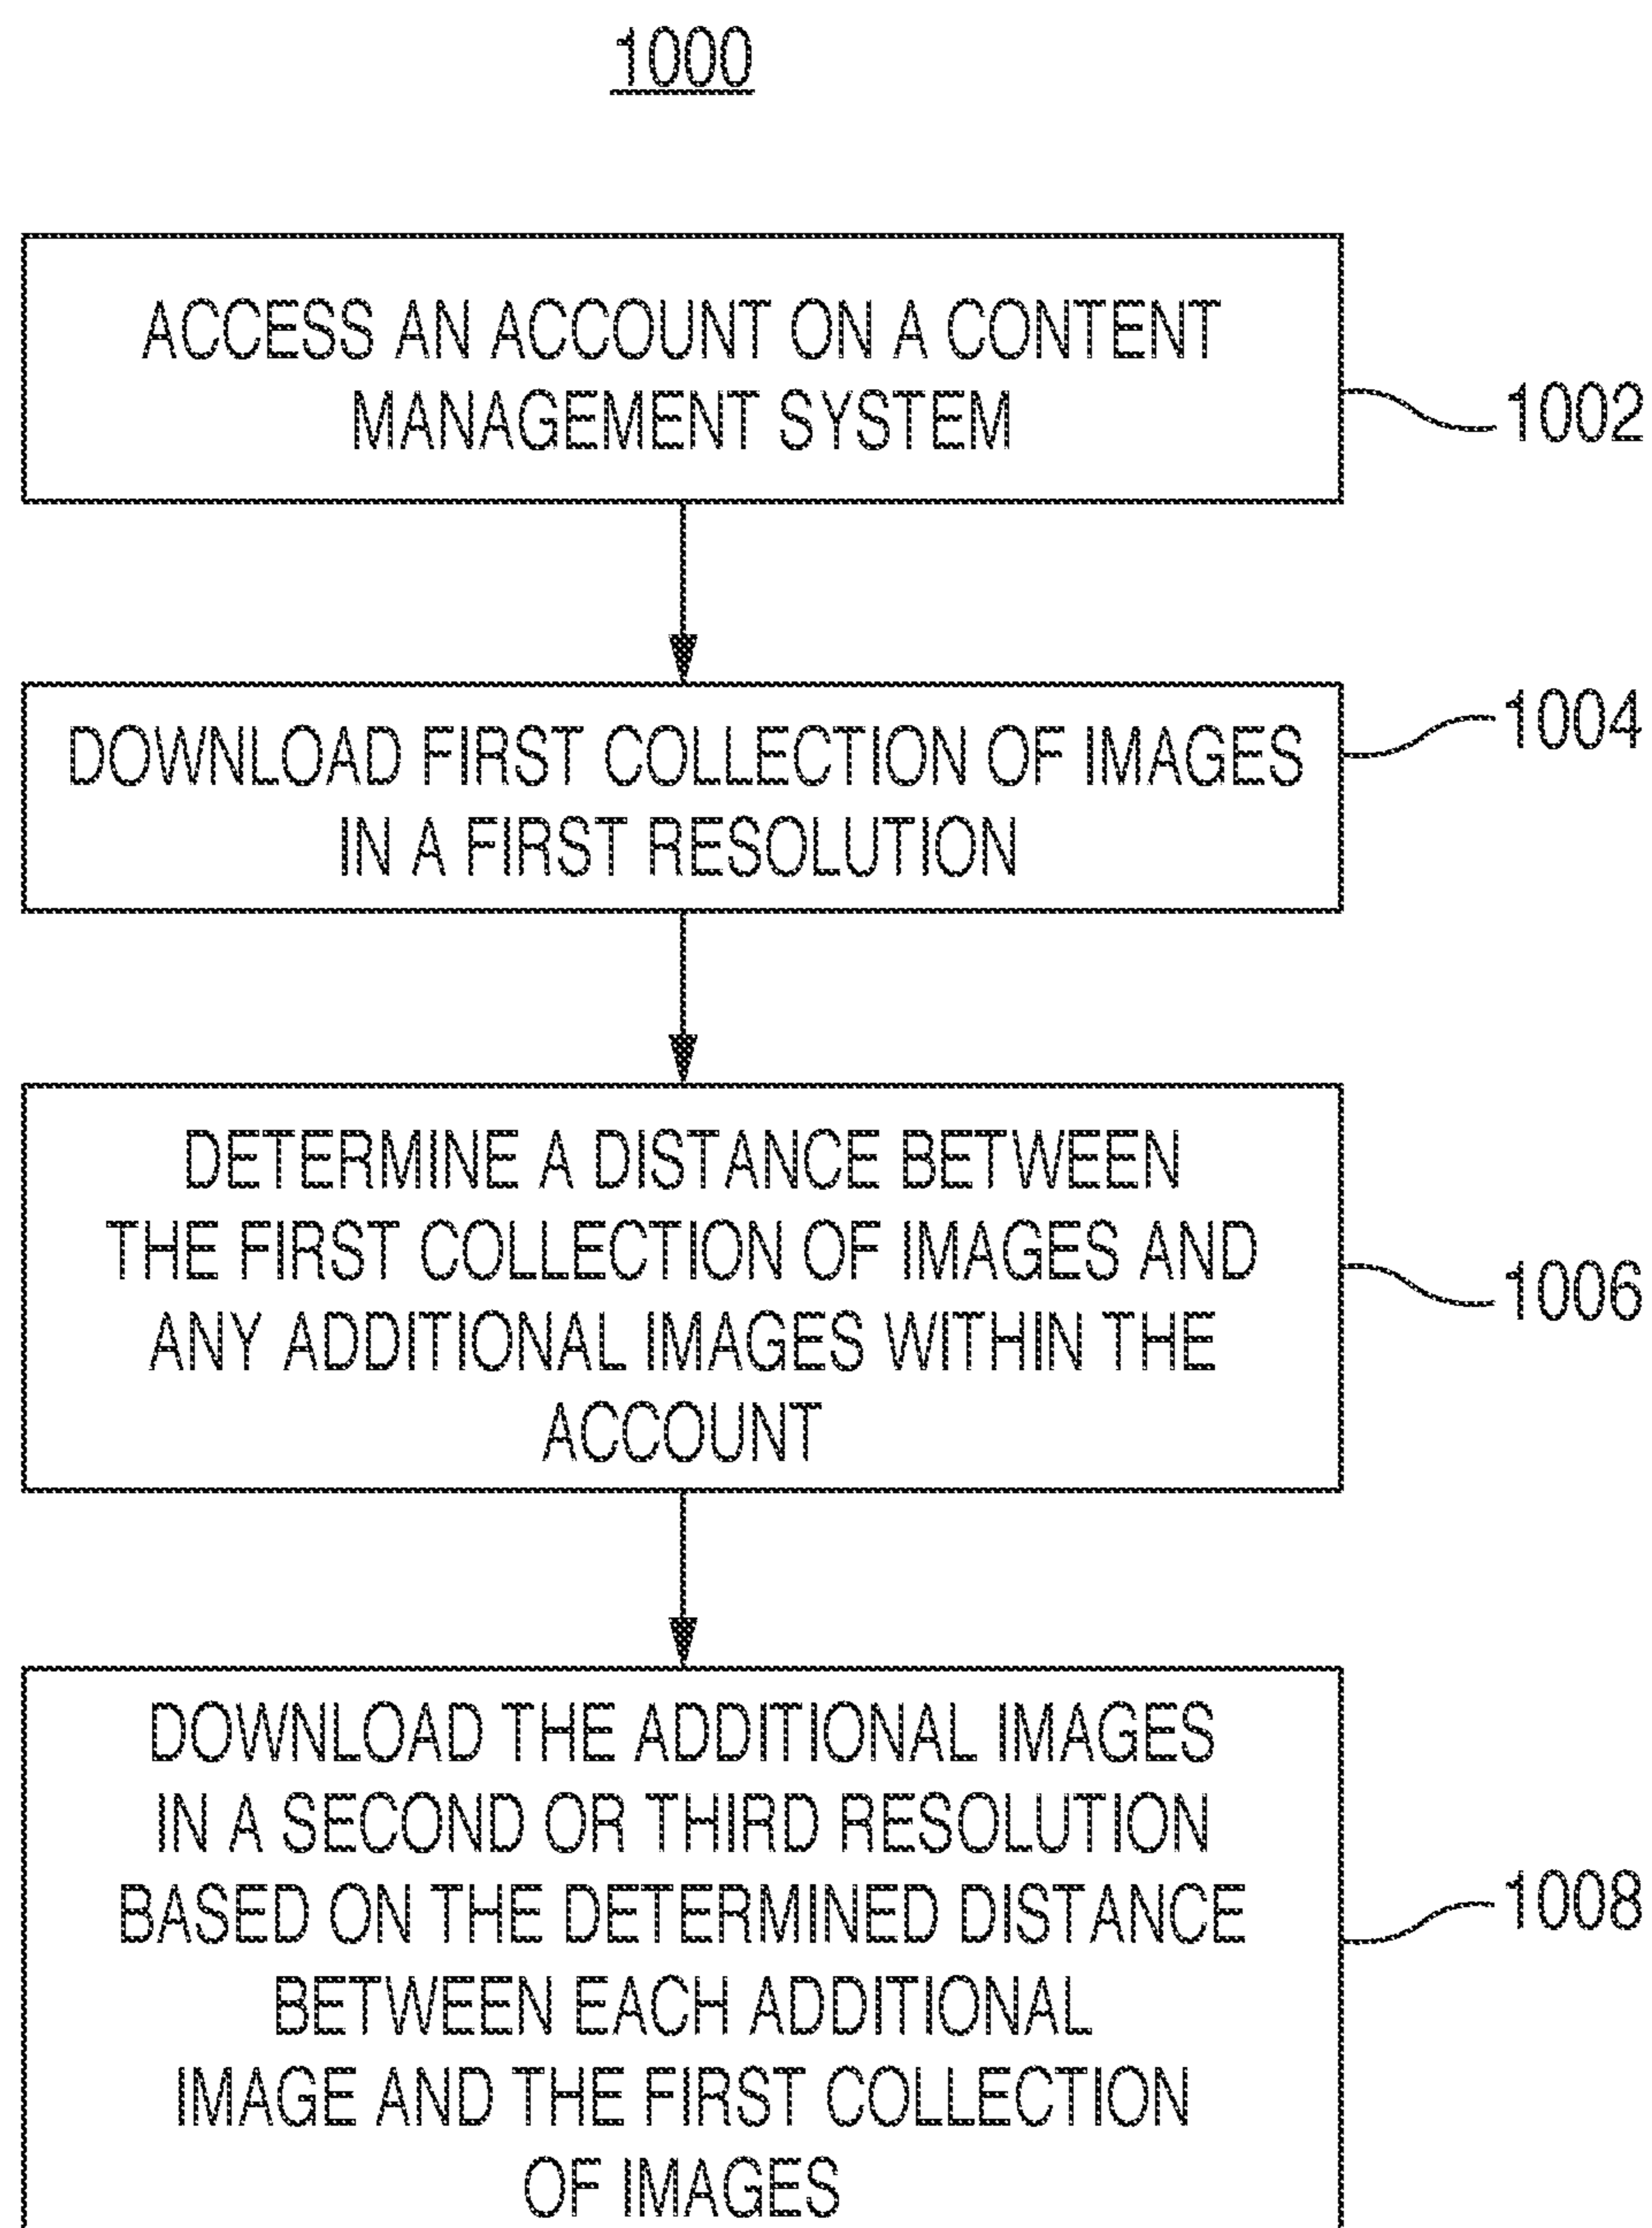 1000
ACCESS AN ACCOUNT ON A CONTENT
MANAGEMENT SYSTEM
1002
DOWNLOAD FIRST COLLECTION OF IMAGES
IN A FIRST RESOLUTION
1004
DETERMINE A DISTANCE BETWEEN
THE FIRST COLLECTION OF IMAGES AND
ANY ADDITIONAL IMAGES WITHIN THE
ACCOUNT
1006
DOWNLOAD THE ADDITIONAL IMAGES
IN A SECOND OR THIRD RESOLUTION
BASED ON THE DETERMINED DISTANCE
BETWEEN EACH ADDITIONAL
IMAGE AND THE FIRST COLLECTION
OF IMAGES
1008